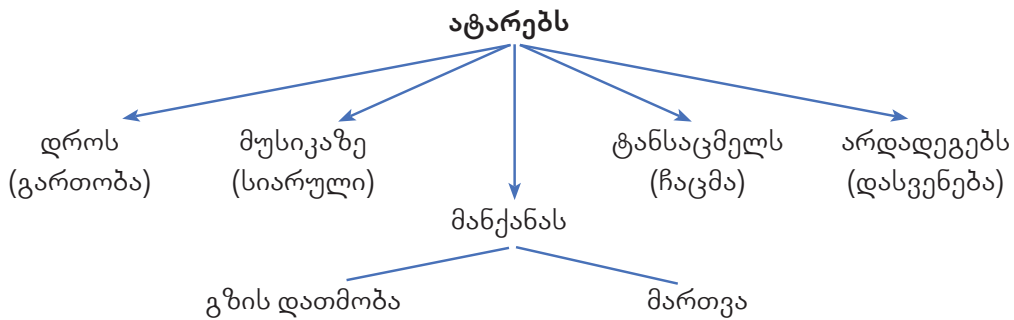 ატარებს
დროს
(გართობა)
მუსიკაზე
(სიარული)
მანქანას
ტანსაცმელს
(ჩაცმა)
არდადეგებს
(დასვენება)
გზის დათმობა
მართვა